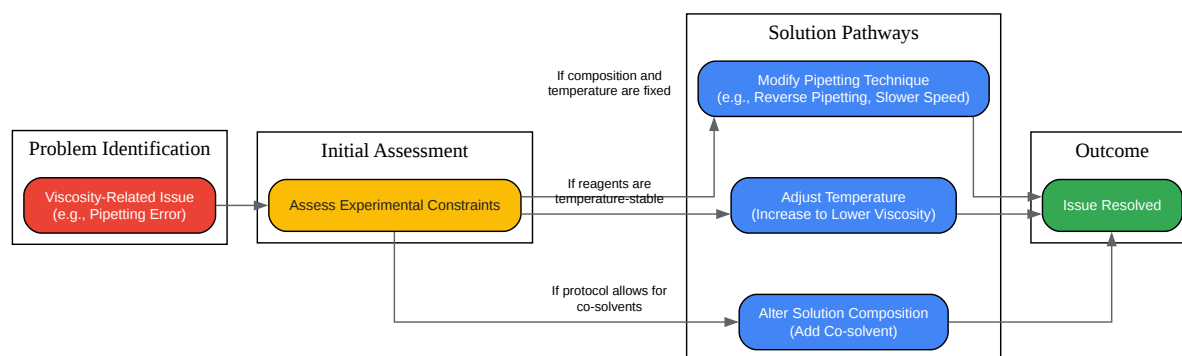 Problem Identification
Viscosity-Related Issue
(e.g., Pipetting Error)
Initial Assessment
Assess Experimental Constraints
If composition and
temperature are fixed
If reagents are
temperature-stable
If protocol allows for
co-solvents
Solution Pathways
Modify Pipetting Technique
(e.g., Reverse Pipetting, Slower Speed)
Adjust Temperature
(Increase to Lower Viscosity)
Alter Solution Composition
(Add Co-solvent)
Outcome
Issue Resolved